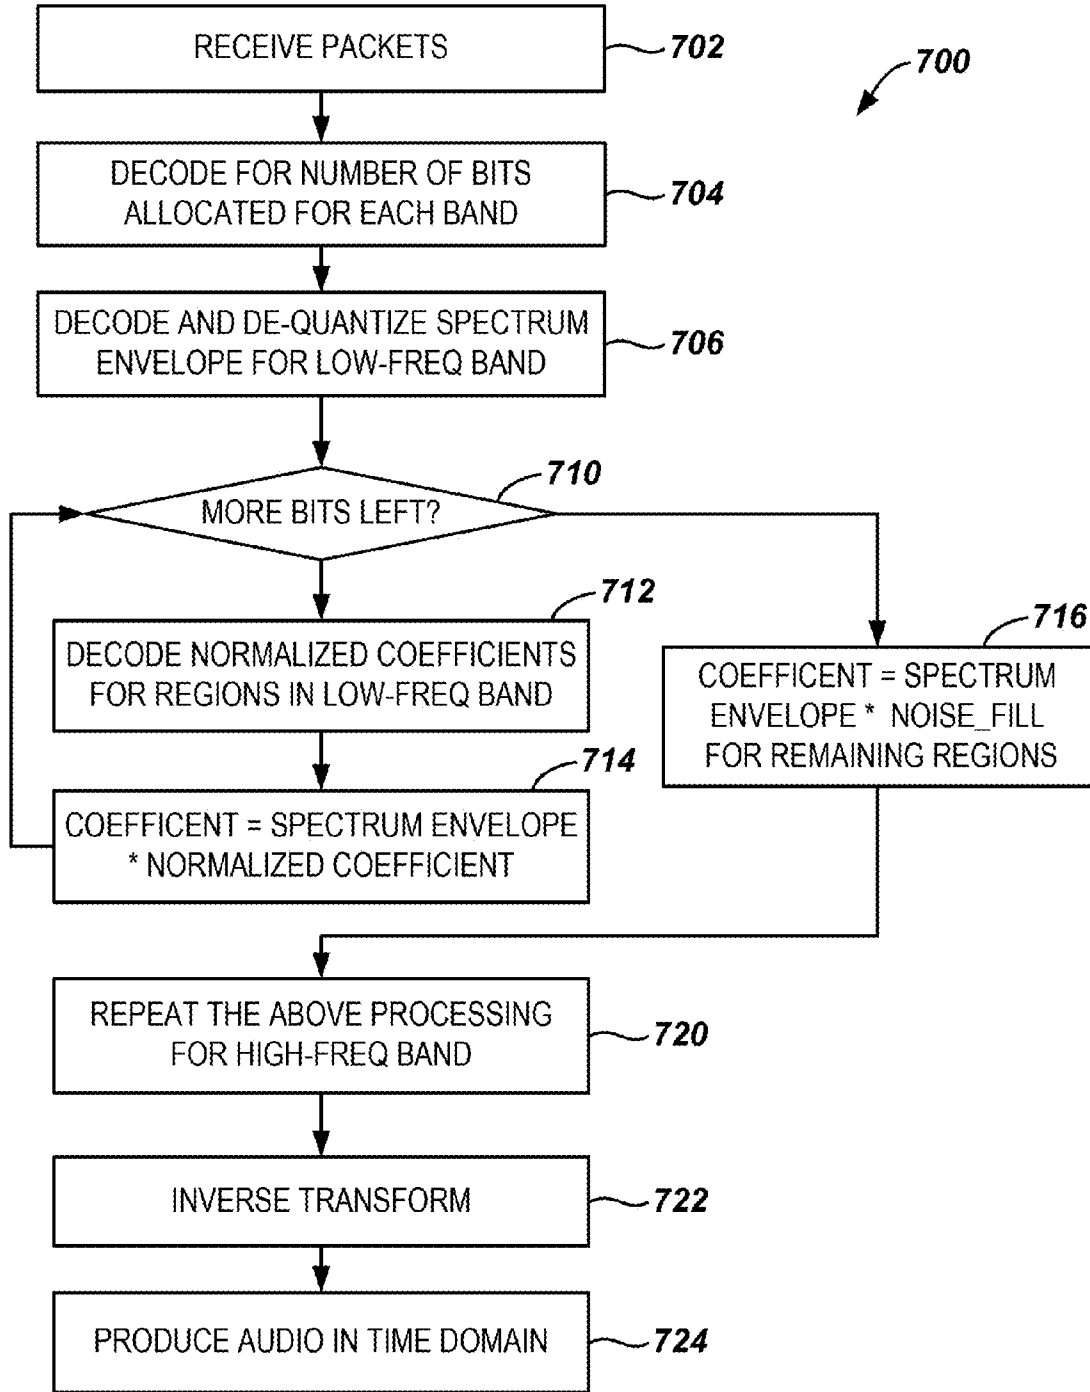 RECEIVE PACKETS
702
700
DECODE FOR NUMBER OF BITS
ALLOCATED FOR EACH BAND
704
DECODE AND DE-QUANTIZE SPECTRUM
ENVELOPE FOR LOW-FREQ BAND
706
MORE BITS LEFT?
710
DECODE NORMALIZED COEFFICIENTS
FOR REGIONS IN LOW-FREQ BAND
712
COEFFICENT = SPECTRUM ENVELOPE
* NORMALIZED COEFFICIENT
714
COEFFICENT = SPECTRUM
ENVELOPE * NOISE_FILL
FOR REMAINING REGIONS
716
REPEAT THE ABOVE PROCESSING
FOR HIGH-FREQ BAND
720
INVERSE TRANSFORM
722
PRODUCE AUDIO IN TIME DOMAIN
724